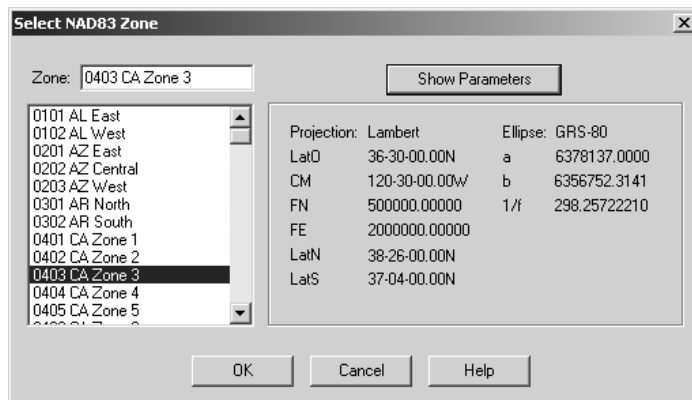 Select NAD83 Zone
Zone: 0403 CA Zone 3
Show Parameters
0101 AL East
0102 AL West
0201 AZ East
0202 AZ Central
0203 AZ West
0301 AR North
0302 AR South
0401 CA Zone 1
0402 CA Zone 2
0403 CA Zone 3
0404 CA Zone 4
0405 CA Zone 5
Projection: Lambert Ellipse: GRS-80
LatO 36-30-00.00N a 6378137.0000
CM 120-30-00.00W b 6356752.3141
FN 500000.00000 1/f 298.25722210
FE 2000000.00000
LatN 38-26-00.00N
LatS 37-04-00.00N
OK Cancel Help